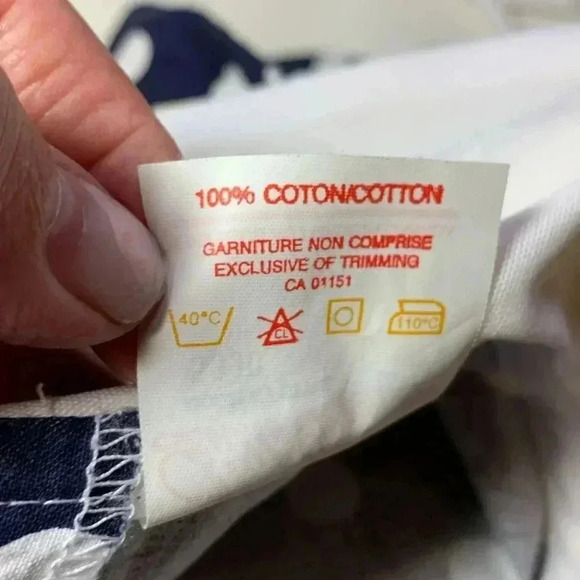 100% COTON/COTTON
GARNITURE NON COMPRISE
EXCLUSIVE OF TRIMMING
CA 01151
40°C CL 110°C